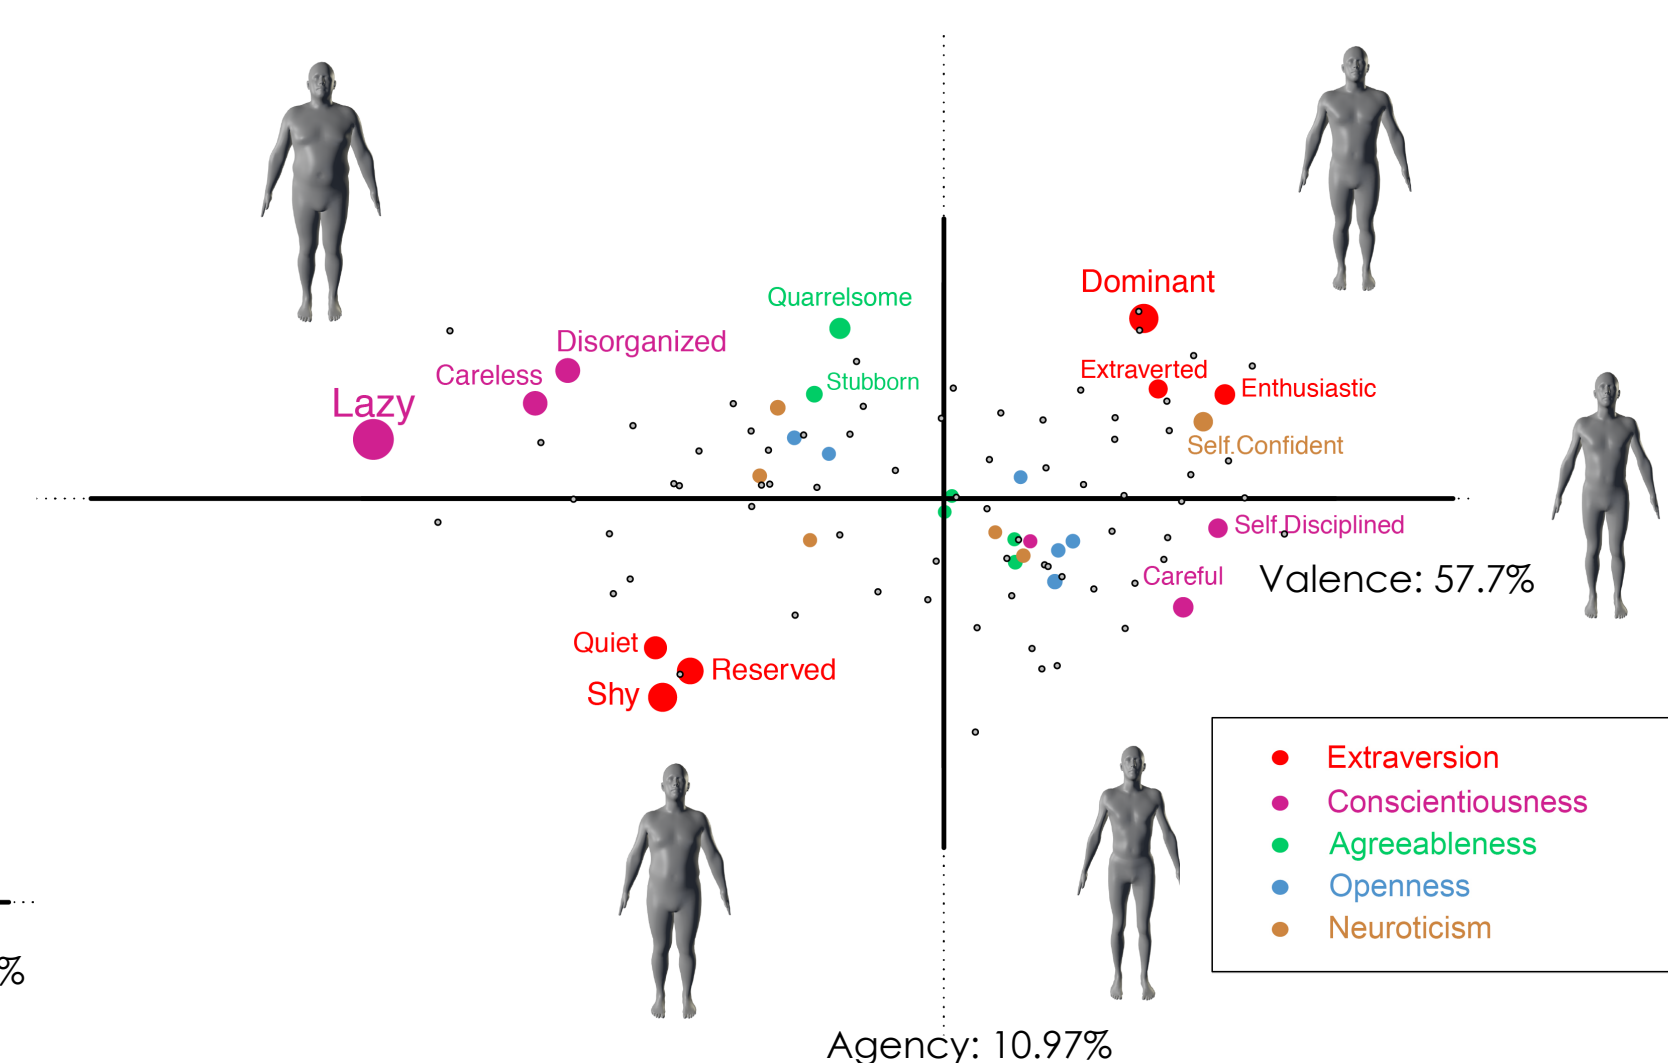 Dominant
Quarrelsome
Disorganized
Extraverted
Careless
Stubborn
Enthusiastic
Lazy
Self.Confident
Self.Disciplined
Careful
Valence: 57.7%
Quiet
Reserved
Shy
Extraversion
Conscientiousness
Agreeableness
Openness
Neuroticism
%
Agency: 10.97%